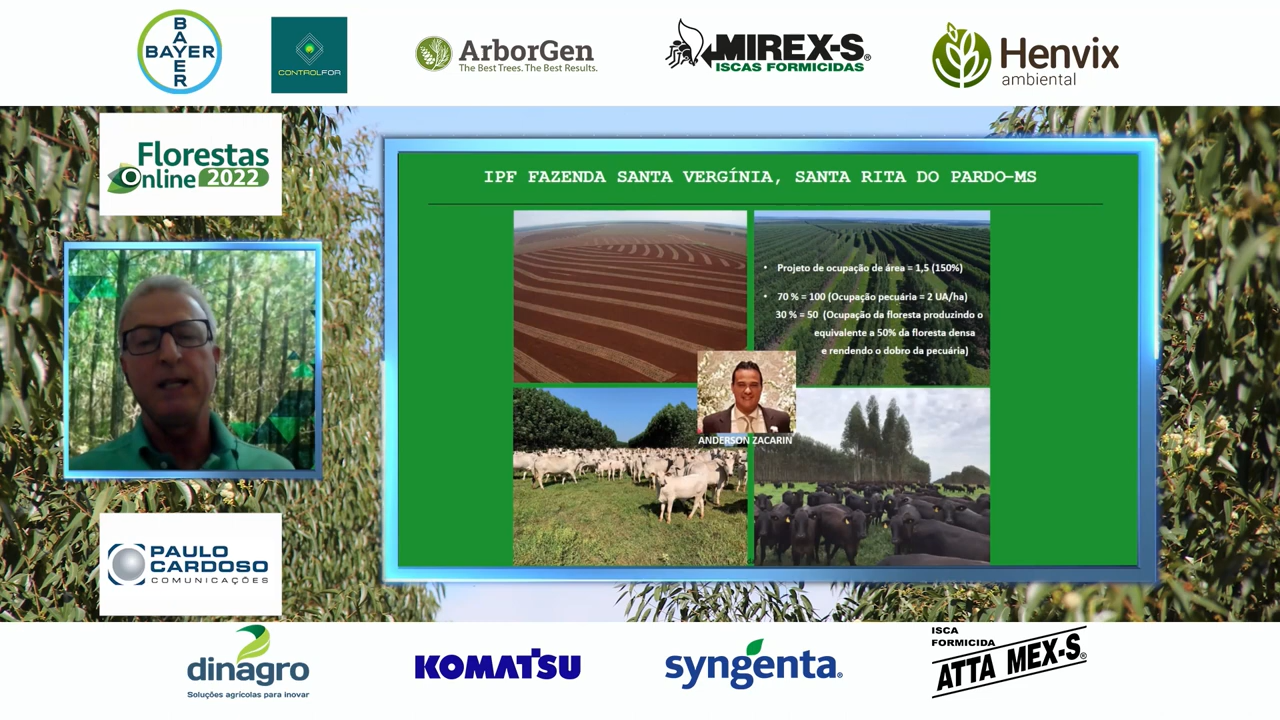 BAYER
BAYER
CONTROLFOR
ArborGen
The Best Trees. The Best Results.
MIREX-S®
ISCAS FORMICIDAS
Henvix
ambiental
Florestas
Online 2022
IPF FAZENDA SANTA VERGÍNIA, SANTA RITA DO PARDO-MS
• Projeto de ocupação de área = 1,5 (150%)
• 70 % = 100 (Ocupação pecuária = 2 UA/ha)
30 % = 50 (Ocupação da floresta produzindo o
equivalente a 50% da floresta densa
e rendendo o dobro da pecuária)
ANDERSON ZACARIN
PAULO
CARDOSO
COMUNICAÇÕES
dinagro
Soluções agrícolas para inovar
KOMATSU
syngenta®
ISCA
FORMICIDA
ATTA MEX-S®